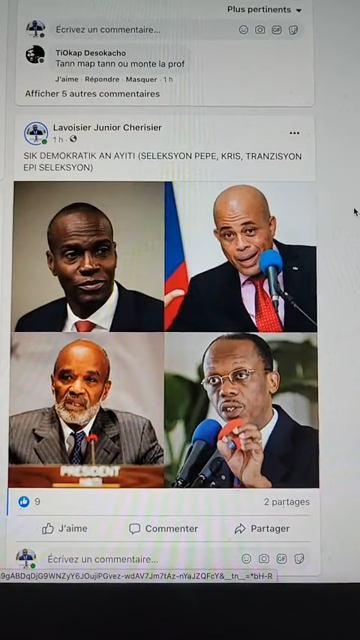 Plus pertinents
Écrivez un commentaire...
TiOkap Desokacho
Tann map tann ou monte la prof
J'aime · Répondre · Masquer · 1 h
Afficher 5 autres commentaires
Lavoisier Junior Cherisier
1 h ·
SIK DEMOKRATIK AN AYITI (SELEKSYON PEPE, KRIS, TRANZISYON
EPI SELEKSYON)
PRESIDENT
9
2 partages
J'aime
Commenter
Partager
Écrivez un commentaire...
GIF